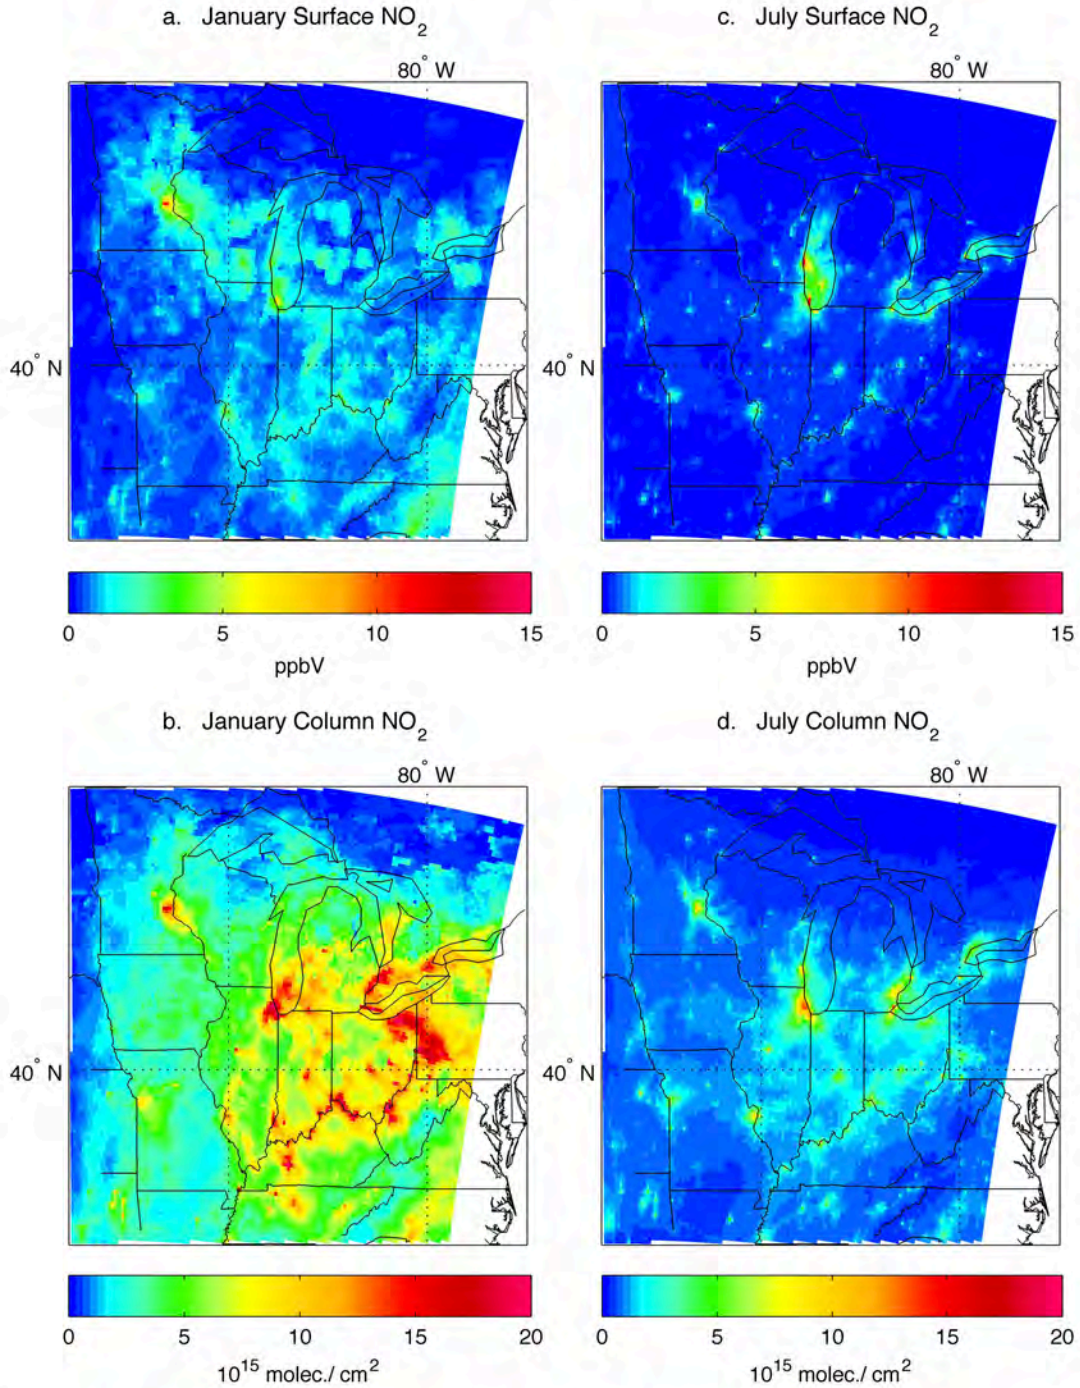 a. January Surface NO2
80° W
40° N
0 5 10 15
ppbV
c. July Surface NO2
80° W
40° N
0 5 10 15
ppbV
b. January Column NO2
80° W
40° N
0 5 10 15 20
10^15 molec./ cm^2
d. July Column NO2
80° W
40° N
0 5 10 15 20
10^15 molec./ cm^2